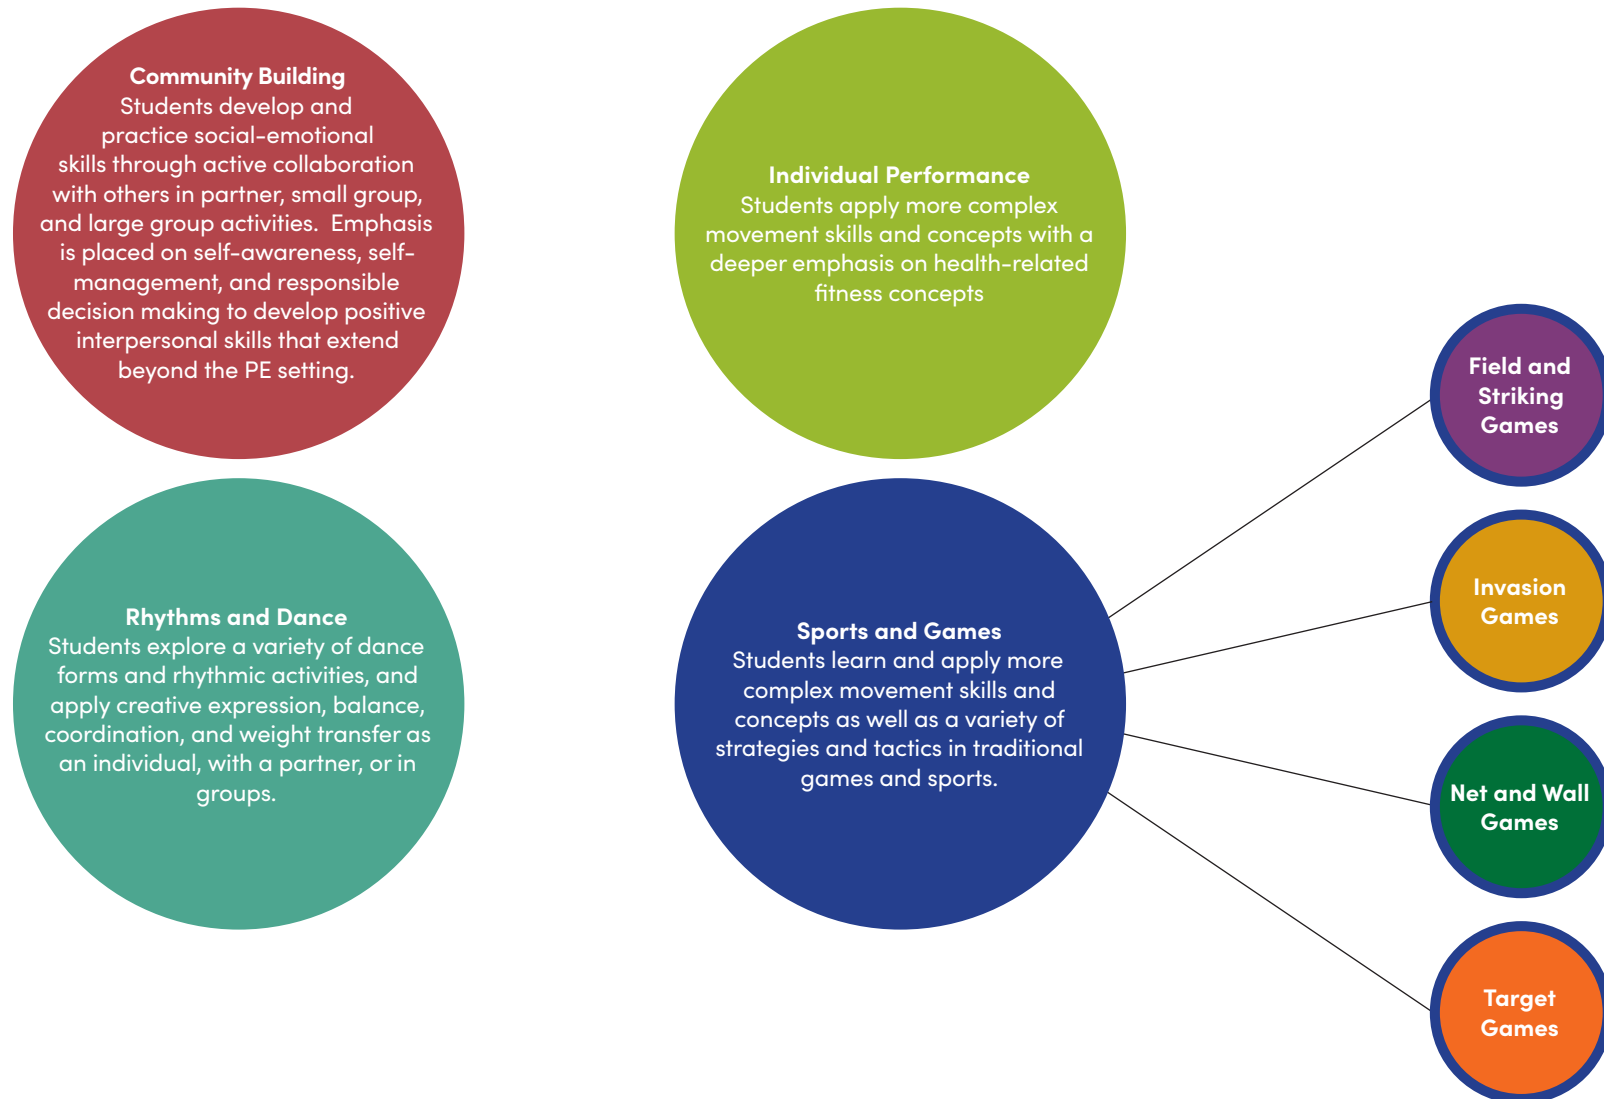 Community Building
Students develop and
practice social-emotional
skills through active collaboration
with others in partner, small group,
and large group activities.  Emphasis
is placed on self-awareness, self-
management, and responsible
decision making to develop positive
interpersonal skills that extend
beyond the PE setting.
Individual Performance
Students apply more complex
movement skills and concepts with a
deeper emphasis on health-related
fitness concepts
Rhythms and Dance
Students explore a variety of dance
forms and rhythmic activities, and
apply creative expression, balance,
coordination, and weight transfer as
an individual, with a partner, or in
groups.
Sports and Games
Students learn and apply more
complex movement skills and
concepts as well as a variety of
strategies and tactics in traditional
games and sports.
Field and
Striking
Games
Invasion
Games
Net and Wall
Games
Target
Games